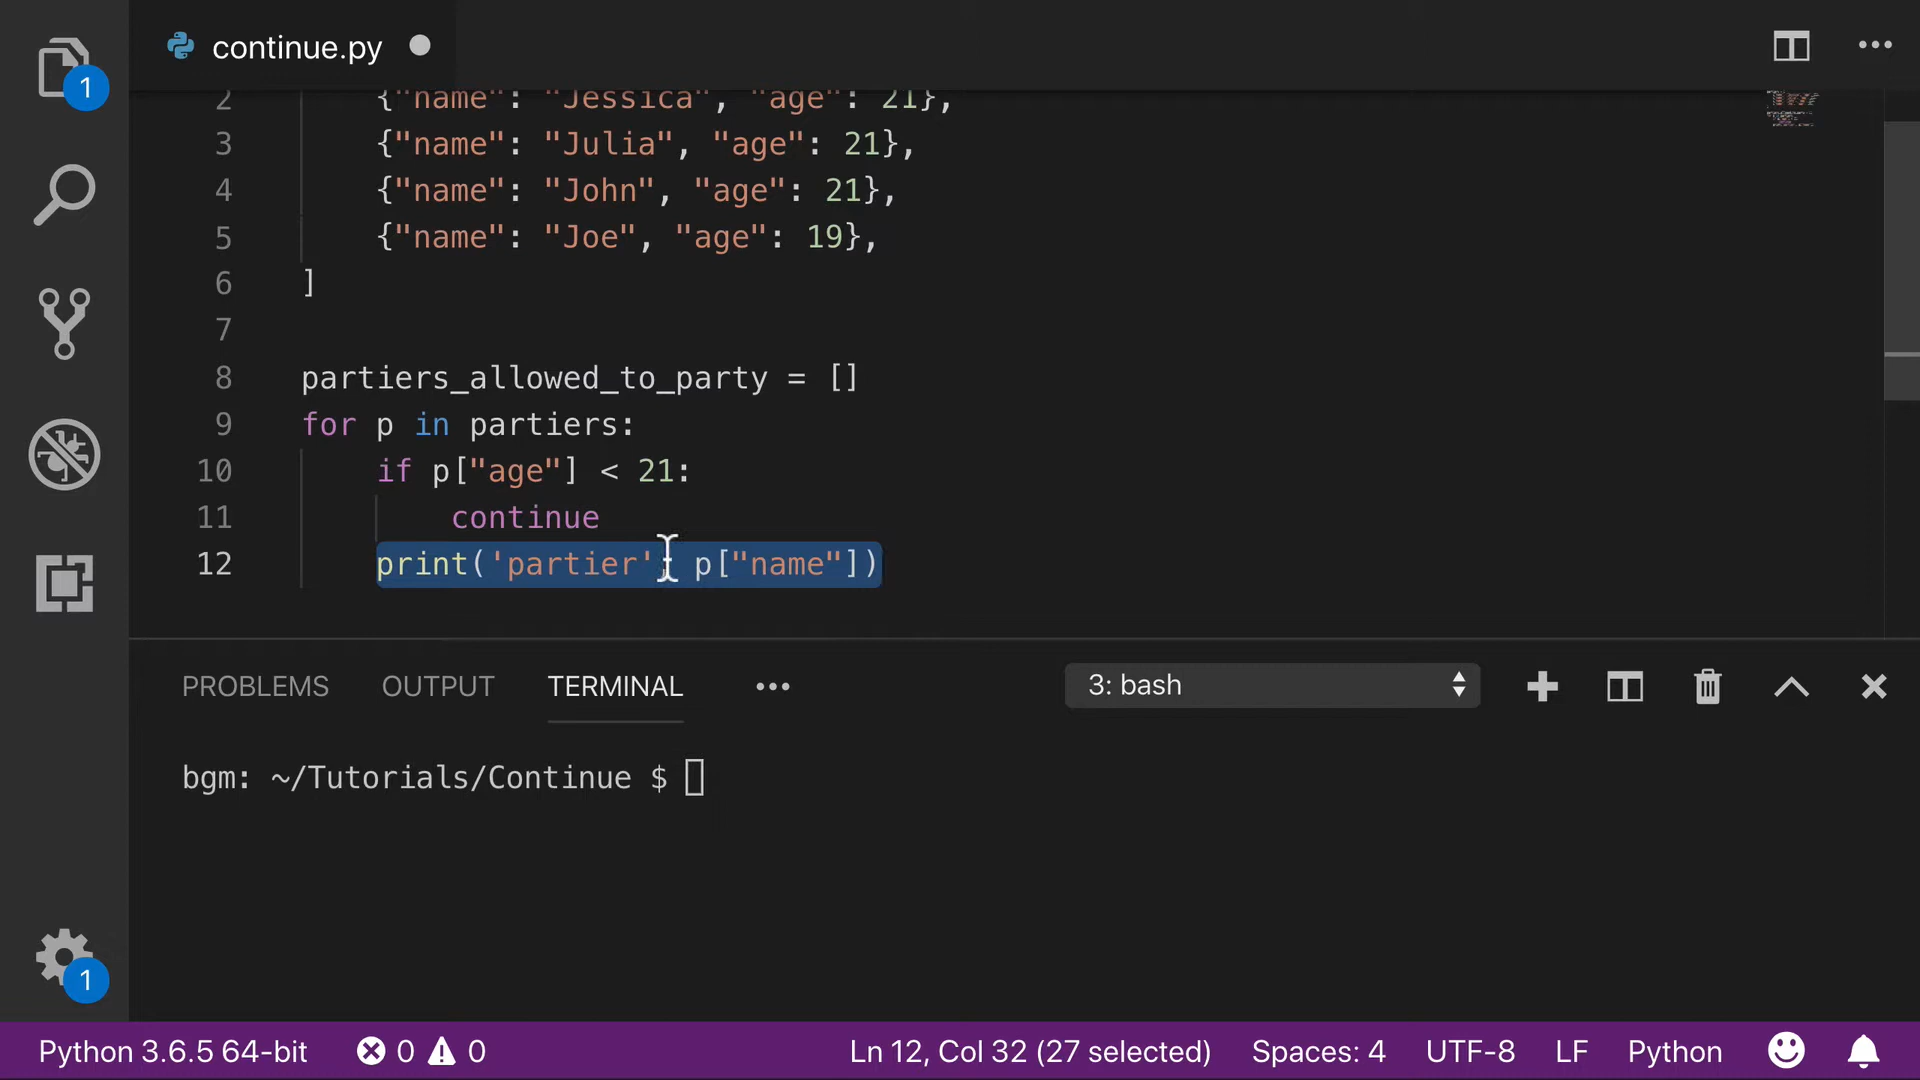 1
continue.py
2 {"name": "Jessica", "age": 21},
3 {"name": "Julia", "age": 21},
4 {"name": "John", "age": 21},
5 {"name": "Joe", "age": 19},
6 ]
7
8 partiers_allowed_to_party = []
9 for p in partiers:
10 if p["age"] < 21:
11 continue
12 print('partier', p["name"])
PROBLEMS OUTPUT TERMINAL 3: bash
bgm: ~/Tutorials/Continue $
1
Python 3.6.5 64-bit 0 0 Ln 12, Col 32 (27 selected) Spaces: 4 UTF-8 LF Python